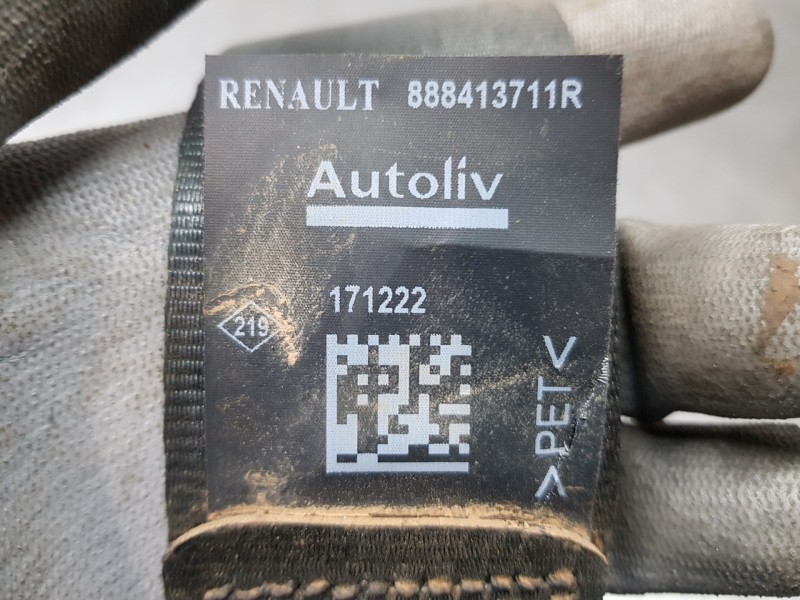 RENAULT 888413711R
Autoliv
171222
219
>PET<